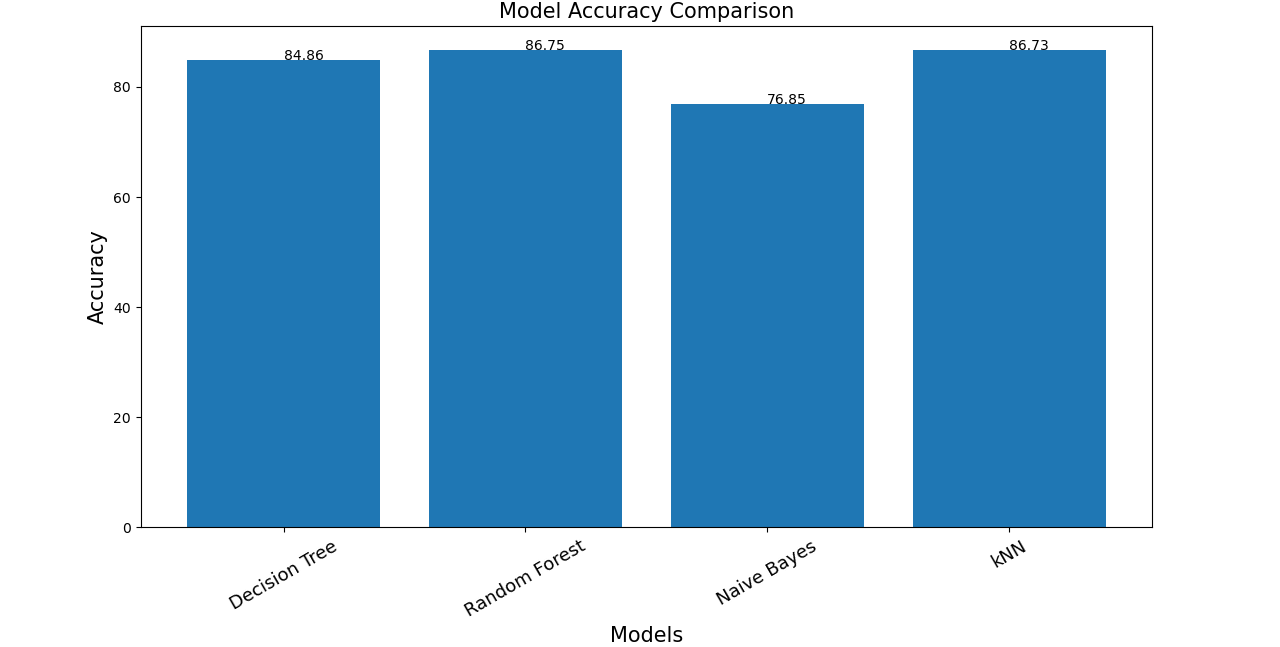 Model Accuracy Comparison
84.86
86.75
76.85
86.73
Accuracy
80
60
40
20
0
Decision Tree
Random Forest
Naive Bayes
kNN
Models